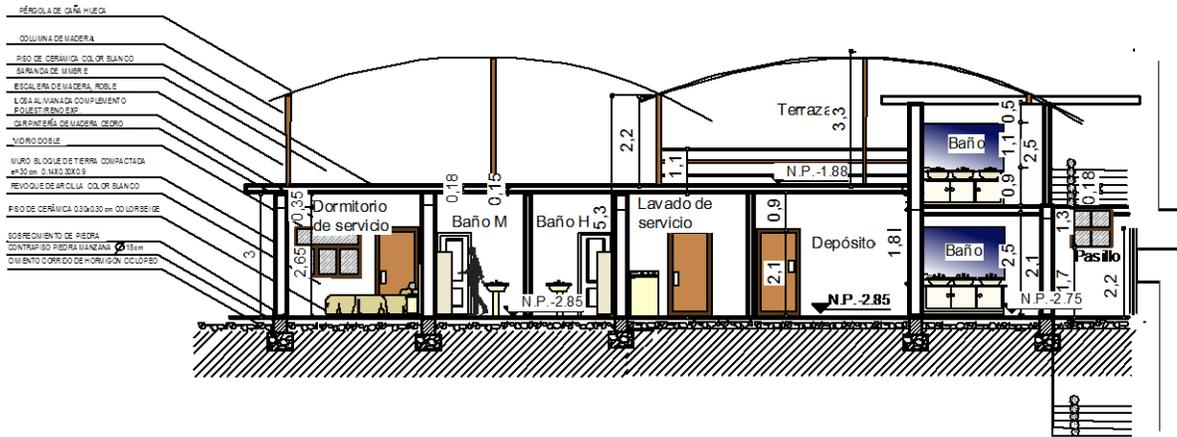 PÉRGOLA DE CAÑA HUECA
COLUMNA DE MADERA
PISO DE CERÁMICA COLOR BLANCO
BARANDA DE MIMBRE
ESCALERA DE MADERA, ROBLE
LOSA ALIVIANADA COMPLEMENTO
POLIESTIRENO EXP.
CARPINTERÍA DE MADERA CEDRO
VIDRIO DOBLE
MURO BLOQUE DE TIERRA COMPACTADA
e=30 cm 0.14X0.30X0.9
REVOQUE DE ARCILLA COLOR BLANCO
PISO DE CERÁMICA 0.30x0.30 cm COLOR BEIGE
SOBRECIMIENTO DE PIEDRA
CONTRAPISO PIEDRA MANZANA Ø 15cm
CIMIENTO CORRIDO DE HORMIGÓN CICLÓPEO
Terraza
3,3
2,2
1,1
N.P.-1.88
0,5
1,1
2,5
0,9
Baño
0,18
0,15
0,18
Dormitorio
de servicio
0,35
2,65
3
Baño M
Baño H
5,3
Lavado de
servicio
0,9
2,1
Depósito
1,8
Baño
2,5
2,1
1,3
1,7
Pasillo
2,2
N.P.-2.85
N.P.-2.85
N.P.-2.75